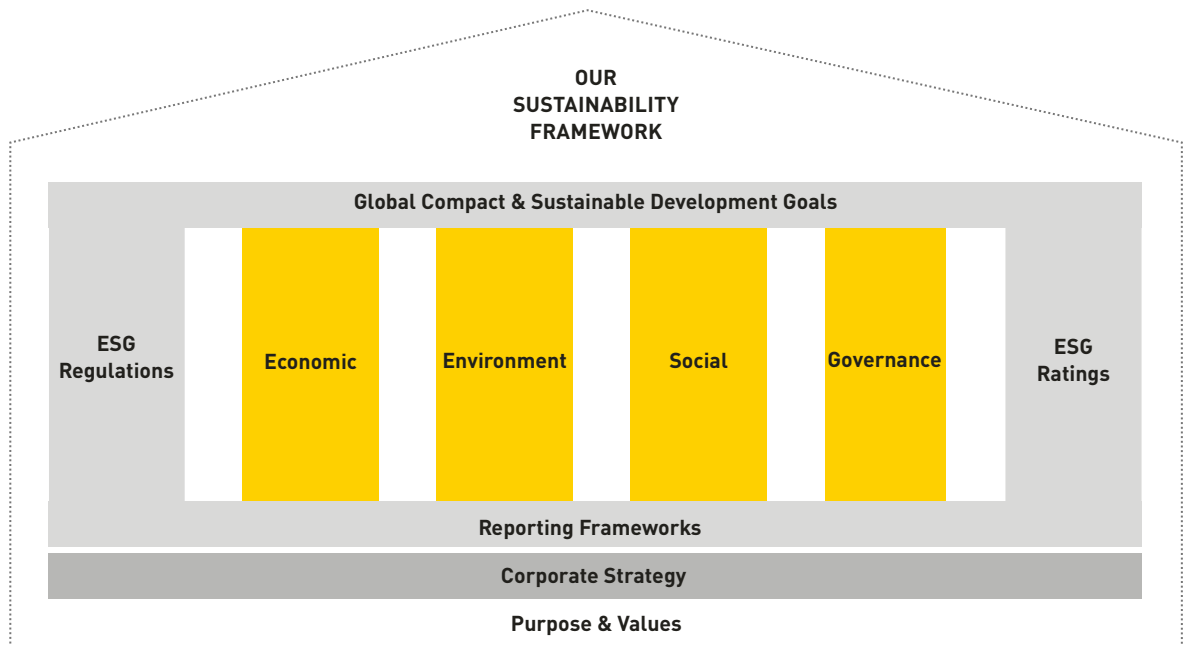 OUR
SUSTAINABILITY
FRAMEWORK
Global Compact & Sustainable Development Goals
ESG
Regulations
Economic
Environment
Social
Governance
ESG
Ratings
Reporting Frameworks
Corporate Strategy
Purpose & Values